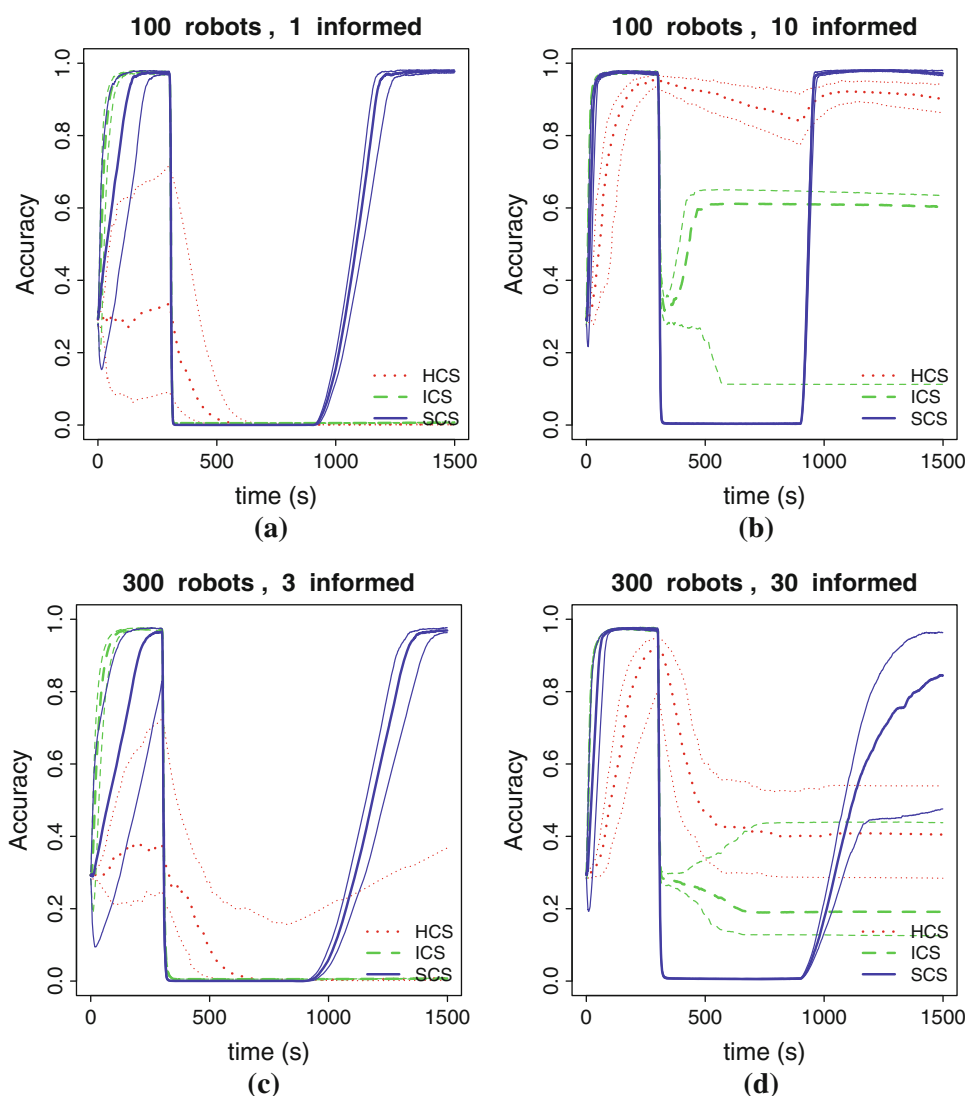 100 robots , 1 informed
Accuracy
0.0 0.2 0.4 0.6 0.8 1.0
HCS
ICS
SCS
0 500 1000 1500
time (s)
(a)
100 robots , 10 informed
Accuracy
0.0 0.2 0.4 0.6 0.8 1.0
HCS
ICS
SCS
0 500 1000 1500
time (s)
(b)
300 robots , 3 informed
Accuracy
0.0 0.2 0.4 0.6 0.8 1.0
HCS
ICS
SCS
0 500 1000 1500
time (s)
(c)
300 robots , 30 informed
Accuracy
0.0 0.2 0.4 0.6 0.8 1.0
HCS
ICS
SCS
0 500 1000 1500
time (s)
(d)